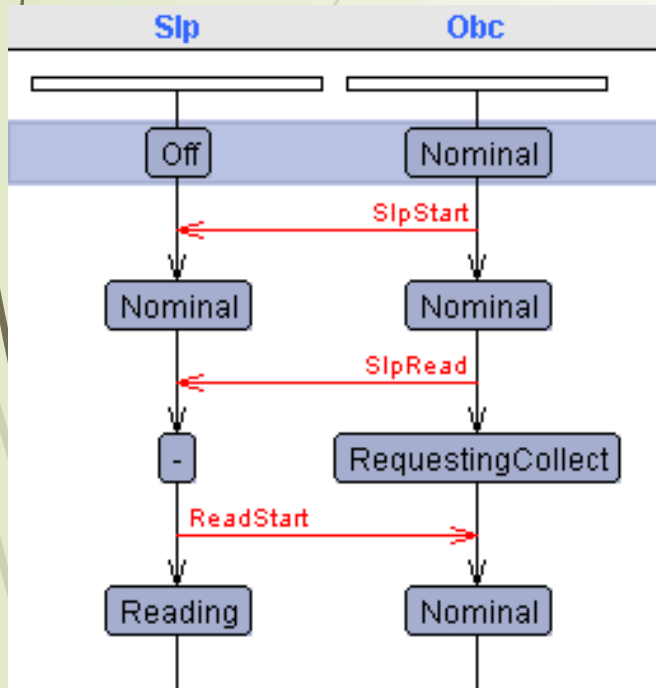 Slp Obc
Off Nominal
SlpStart
Nominal Nominal
SlpRead
- RequestingCollect
ReadStart
Reading Nominal